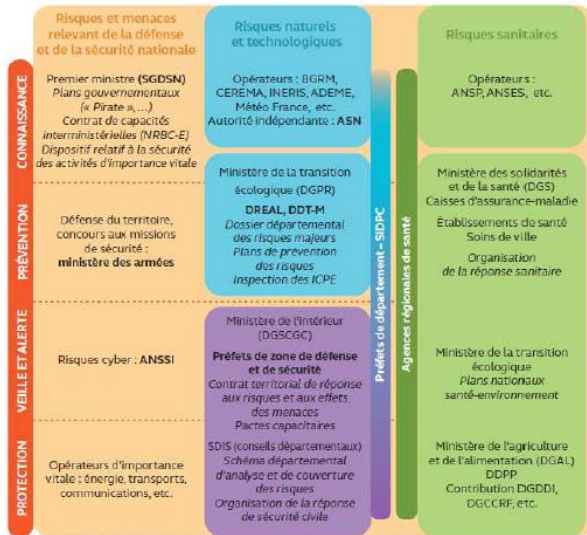 Risques et menaces
relevant de la défense
et de la sécurité nationale
Risques naturels
et technologiques
Risques sanitaires
CONNAISSANCE
PRÉVENTION
VEILLE ET ALERTE
PROTECTION
Premier ministre (SGDSN)
Plans gouvernementaux
(« Pirate », ...)
Contrat de capacités
interministérielles (NRBC-E)
Dispositif relatif à la sécurité
des activités d'importance vitale
Défense du territoire,
concours aux missions
de sécurité :
ministère des armées
Risques cyber : ANSSI
Opérateurs d'importance
vitale : énergie, transports,
communications, etc.
Opérateurs : BGRM,
CEREMA, INERIS, ADEME,
Météo France, etc.
Autorité indépendante : ASN
Ministère de la transition
écologique (DGPR)
DREAL, DDT-M
Dossier départemental
des risques majeurs
Plans de prévention
des risques
Inspection des ICPE
Ministère de l'intérieur
(DGSCGC)
Préfets de zone de défense
et de sécurité
Contrat territorial de réponse
aux risques et aux effets
des menaces
Pactes capacitaires
SDIS (conseils départementaux)
Schéma départemental
d'analyse et de couverture
des risques
Organisation de la réponse
de sécurité civile
Préfets de département – SIDPC
Agences régionales de santé
Opérateurs :
ANSP, ANSES, etc.
Ministère des solidarités
et de la santé (DGS)
Caisses d'assurance-maladie
Établissements de santé
Soins de ville
Organisation
de la réponse sanitaire
Ministère de la transition
écologique
Plans nationaux
santé-environnement
Ministère de l'agriculture
et de l'alimentation (DGAL)
DDPP
Contribution DGDDI,
DGCCRF, etc.